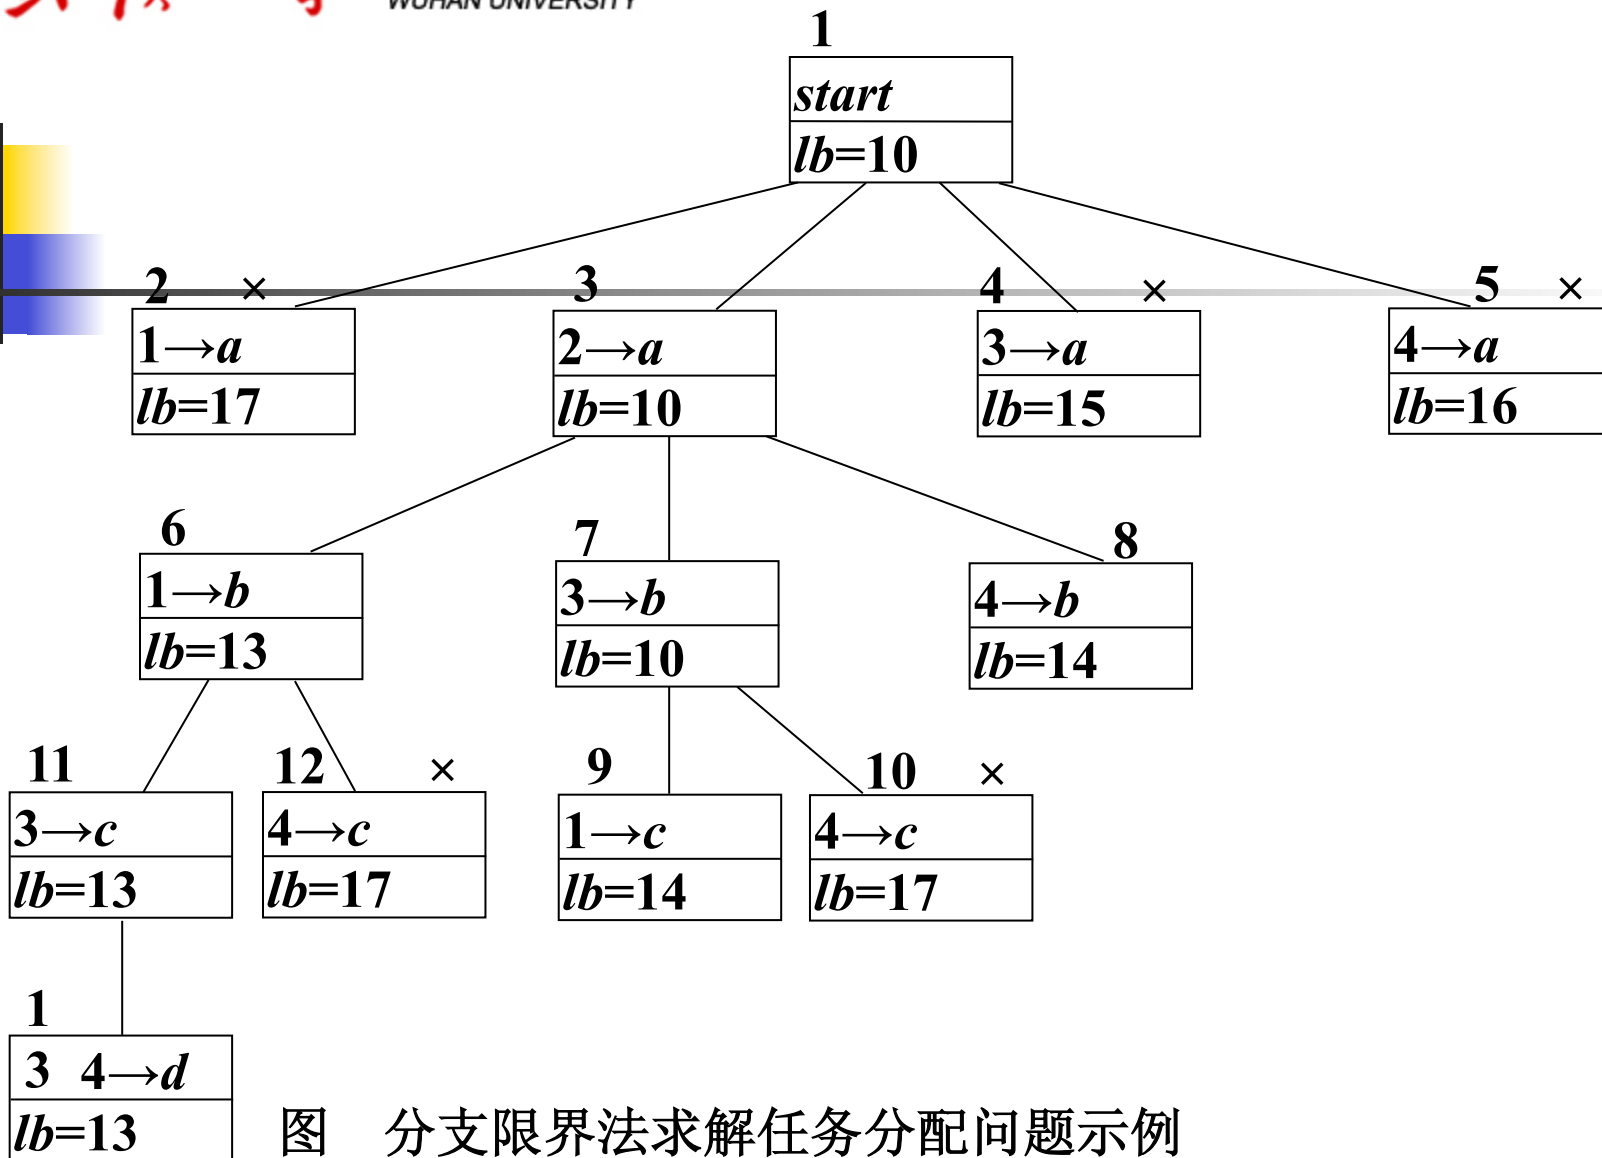 WUHAN UNIVERSITY
1
start
lb=10
2 × 3 4 × 5 ×
1→a 2→a 3→a 4→a
lb=17 lb=10 lb=15 lb=16
6 7 8
1→b 3→b 4→b
lb=13 lb=10 lb=14
11 12 × 9 10 ×
3→c 4→c 1→c 4→c
lb=13 lb=17 lb=14 lb=17
1
3 4→d
lb=13
图 分支限界法求解任务分配问题示例